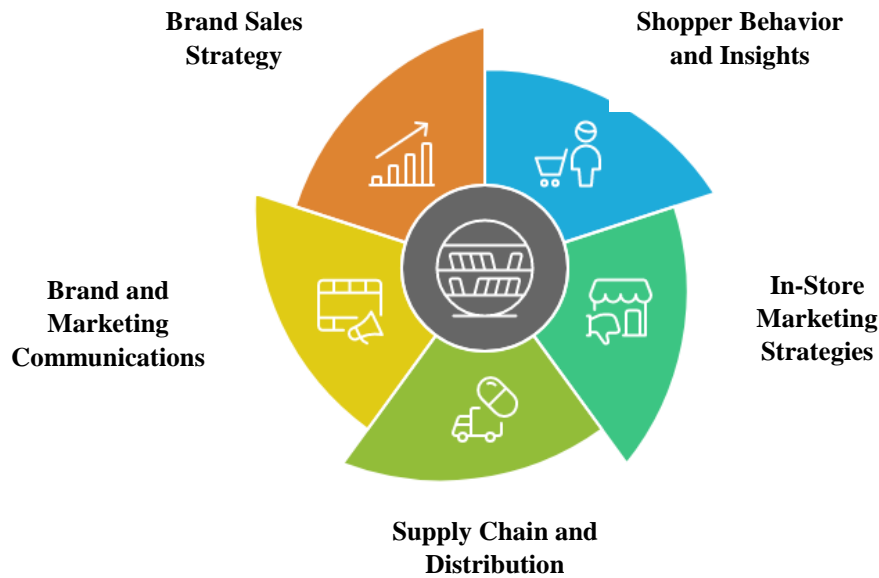 Brand Sales
Strategy
Shopper Behavior
and Insights
Brand and
Marketing
Communications
In-Store
Marketing
Strategies
Supply Chain and
Distribution